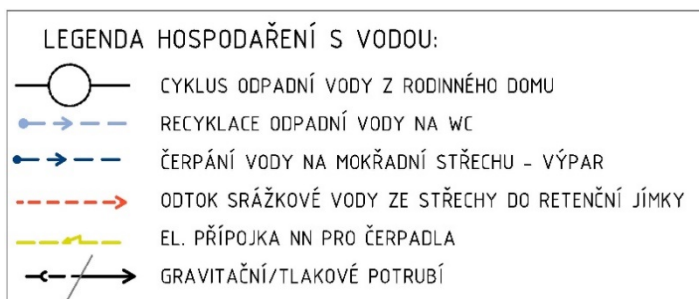 LEGENDA HOSPODAŘENÍ S VODOU:
CYKLUS ODPADNÍ VODY Z RODINNÉHO DOMU
RECYKLACE ODPADNÍ VODY NA WC
ČERPÁNÍ VODY NA MOKŘADNÍ STŘECHU - VÝPAR
ODTOK SRÁŽKOVÉ VODY ZE STŘECHY DO RETENČNÍ JÍMKY
EL. PŘÍPOJKA NN PRO ČERPADLA
GRAVITAČNÍ/TLAKOVÉ POTRUBÍ